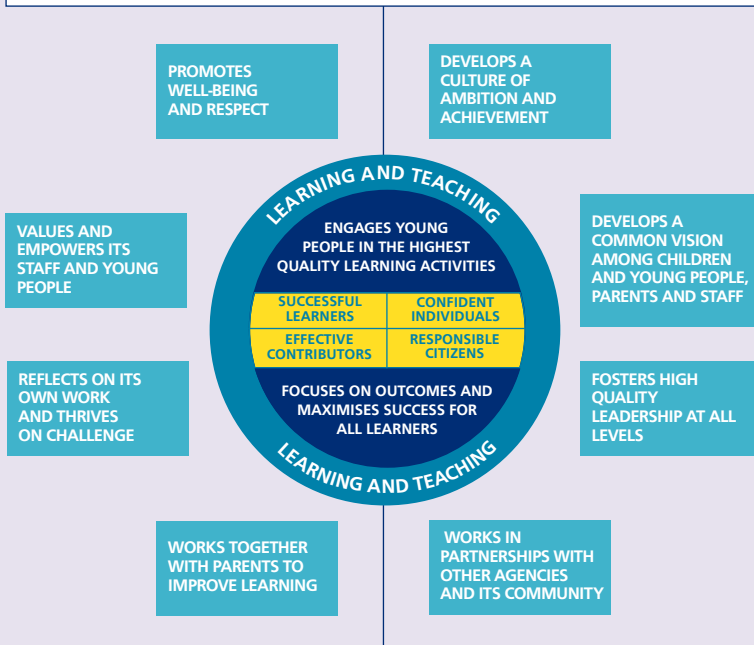 PROMOTES
WELL-BEING
AND RESPECT
DEVELOPS A
CULTURE OF
AMBITION AND
ACHIEVEMENT
VALUES AND
EMPOWERS ITS
STAFF AND YOUNG
PEOPLE
LEARNING AND TEACHING
ENGAGES YOUNG
PEOPLE IN THE HIGHEST
QUALITY LEARNING ACTIVITIES
SUCCESSFUL
LEARNERS
CONFIDENT
INDIVIDUALS
EFFECTIVE
CONTRIBUTORS
RESPONSIBLE
CITIZENS
FOCUSES ON OUTCOMES AND
MAXIMISES SUCCESS FOR
ALL LEARNERS
LEARNING AND TEACHING
DEVELOPS A
COMMON VISION
AMONG CHILDREN
AND YOUNG PEOPLE,
PARENTS AND STAFF
REFLECTS ON ITS
OWN WORK
AND THRIVES
ON CHALLENGE
FOSTERS HIGH
QUALITY
LEADERSHIP AT ALL
LEVELS
WORKS TOGETHER
WITH PARENTS TO
IMPROVE LEARNING
WORKS IN
PARTNERSHIPS WITH
OTHER AGENCIES
AND ITS COMMUNITY